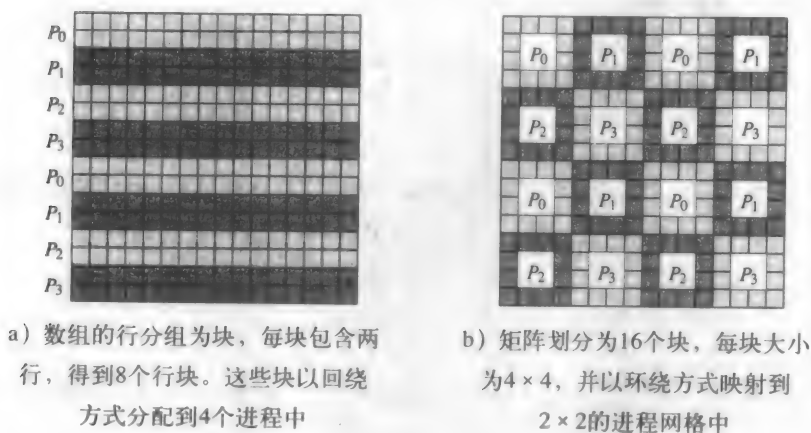 P0
P1
P2
P3
P0
P1
P2
P3
P0 P1 P0 P1
P2 P3 P2 P3
P0 P1 P0 P1
P2 P3 P2 P3
a）数组的行分组为块，每块包含两
行，得到8个行块。这些块以回绕
方式分配到4个进程中
b）矩阵划分为16个块，每块大小
为4 × 4，并以环绕方式映射到
2 × 2的进程网格中